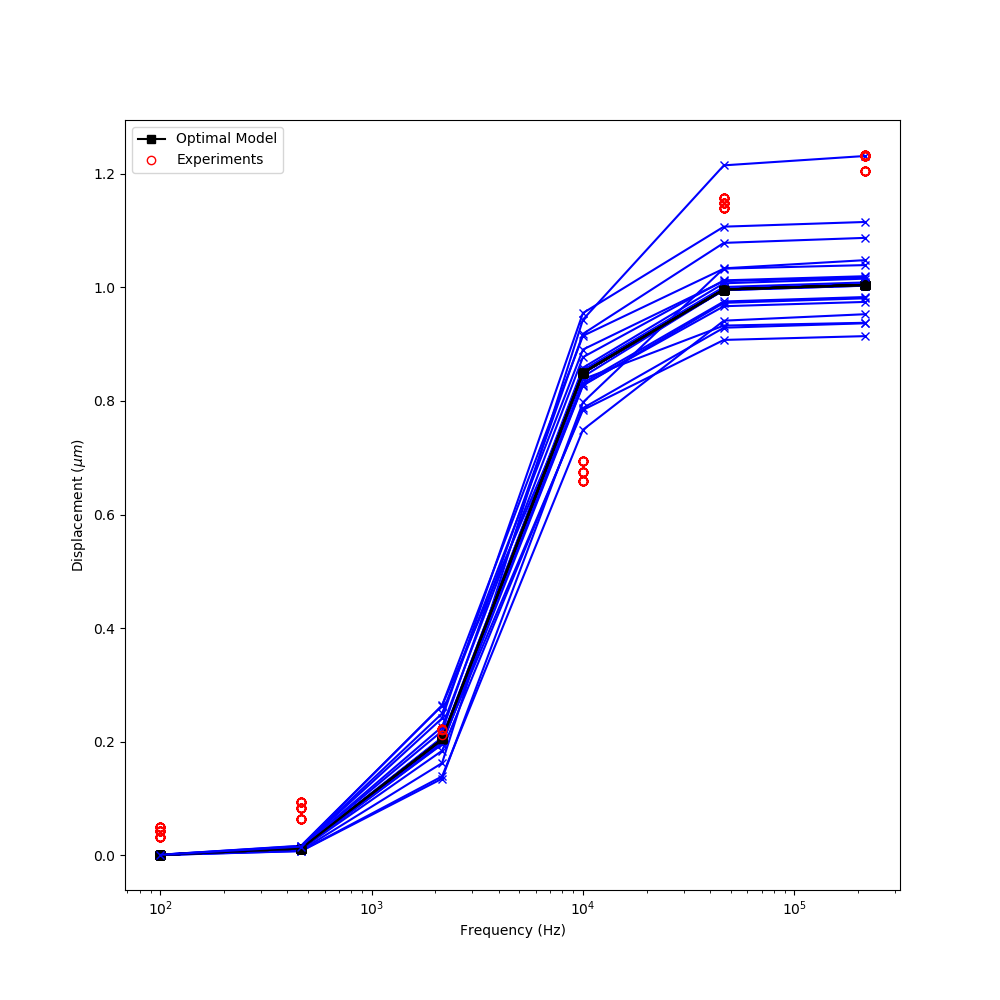 Optimal Model
Experiments
1.2
1.0
0.8
0.6
0.4
0.2
0.0
Displacement (μm)
10²
10³
10⁴
10⁵
Frequency (Hz)